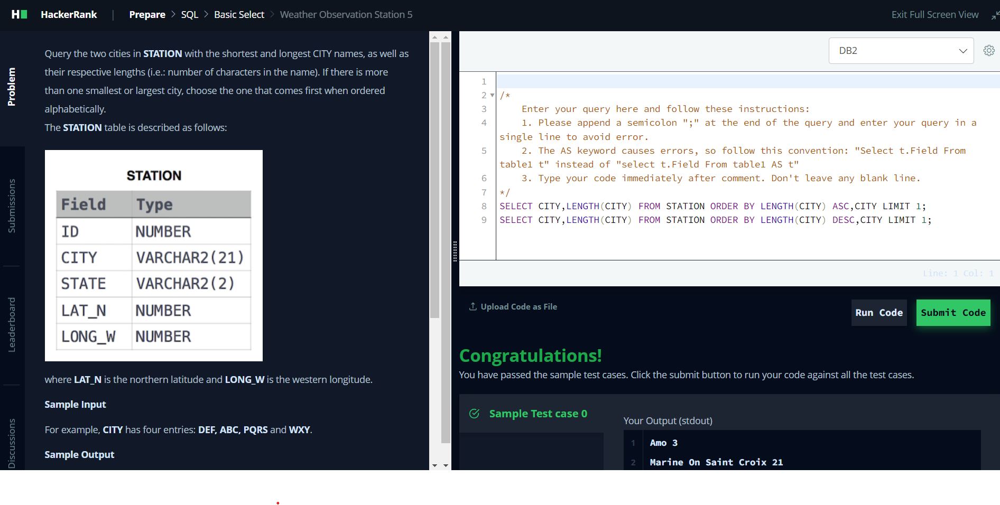 H HackerRank | Prepare > SQL > Basic Select > Weather Observation Station 5
Exit Full Screen View
Problem
Submissions
Leaderboard
Discussions
Query the two cities in STATION with the shortest and longest CITY names, as well as
their respective lengths (i.e.: number of characters in the name). If there is more
than one smallest or largest city, choose the one that comes first when ordered
alphabetically.
The STATION table is described as follows:
STATION
Field Type
ID NUMBER
CITY VARCHAR2(21)
STATE VARCHAR2(2)
LAT_N NUMBER
LONG_W NUMBER
where LAT_N is the northern latitude and LONG_W is the western longitude.
Sample Input
For example, CITY has four entries: DEF, ABC, PQRS and WXY.
Sample Output
DB2
1
2 /*
3 Enter your query here and follow these instructions:
4 1. Please append a semicolon ";" at the end of the query and enter your query in a
single line to avoid error.
5 2. The AS keyword causes errors, so follow this convention: "Select t.Field From
table1 t" instead of "select t.Field From table1 AS t"
6 3. Type your code immediately after comment. Don't leave any blank line.
7 */
8 SELECT CITY,LENGTH(CITY) FROM STATION ORDER BY LENGTH(CITY) ASC,CITY LIMIT 1;
9 SELECT CITY,LENGTH(CITY) FROM STATION ORDER BY LENGTH(CITY) DESC,CITY LIMIT 1;
Line: 1 Col: 1
Upload Code as File
Run Code
Submit Code
Congratulations!
You have passed the sample test cases. Click the submit button to run your code against all the test cases.
Sample Test case 0
Your Output (stdout)
1 Amo 3
2 Marine On Saint Croix 21